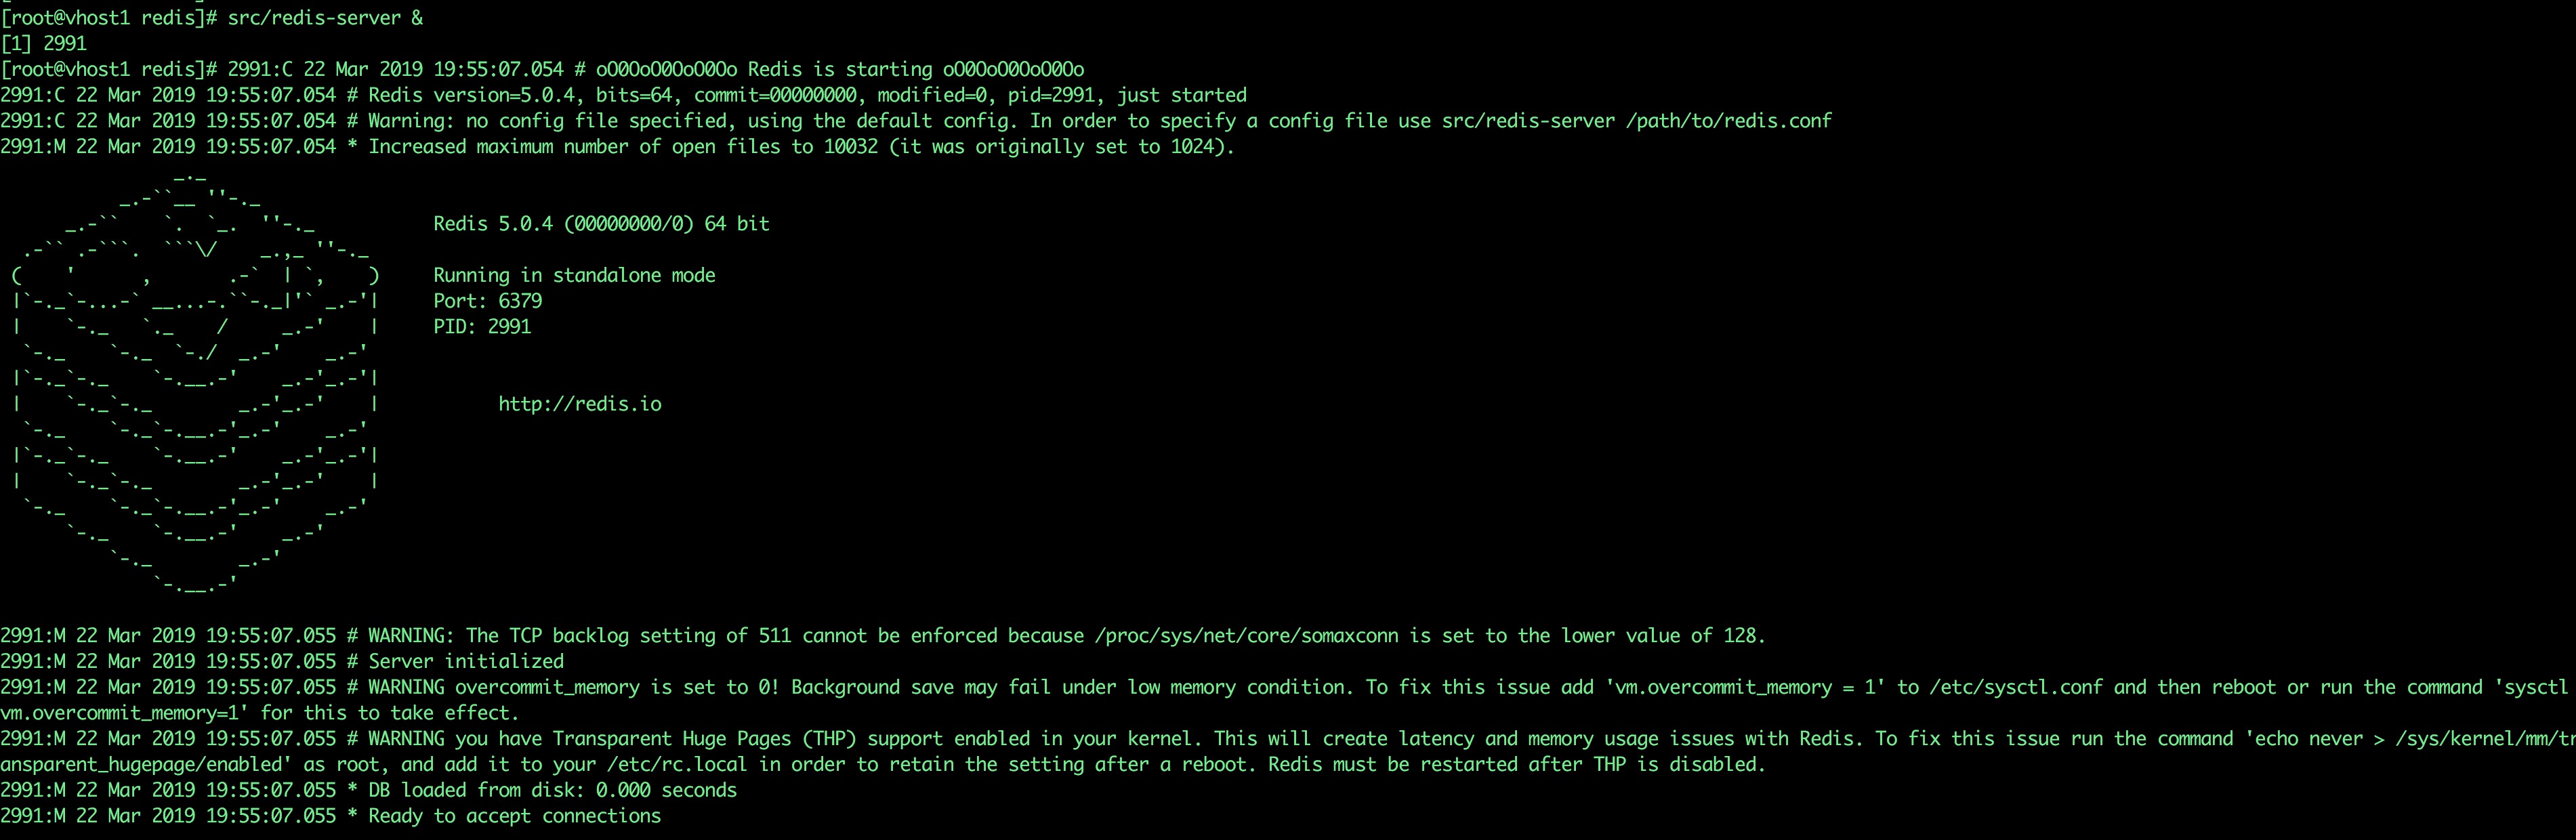 [root@vhost1 redis]# src/redis-server &
[1] 2991
[root@vhost1 redis]# 2991:C 22 Mar 2019 19:55:07.054 # oO0OoO0OoO0Oo Redis is starting oO0OoO0OoO0Oo
2991:C 22 Mar 2019 19:55:07.054 # Redis version=5.0.4, bits=64, commit=00000000, modified=0, pid=2991, just started
2991:C 22 Mar 2019 19:55:07.054 # Warning: no config file specified, using the default config. In order to specify a config file use src/redis-server /path/to/redis.conf
2991:M 22 Mar 2019 19:55:07.054 * Increased maximum number of open files to 10032 (it was originally set to 1024).
Redis 5.0.4 (00000000/0) 64 bit
Running in standalone mode
Port: 6379
PID: 2991
http://redis.io
2991:M 22 Mar 2019 19:55:07.055 # WARNING: The TCP backlog setting of 511 cannot be enforced because /proc/sys/net/core/somaxconn is set to the lower value of 128.
2991:M 22 Mar 2019 19:55:07.055 # Server initialized
2991:M 22 Mar 2019 19:55:07.055 # WARNING overcommit_memory is set to 0! Background save may fail under low memory condition. To fix this issue add 'vm.overcommit_memory = 1' to /etc/sysctl.conf and then reboot or run the command 'sysctl
vm.overcommit_memory=1' for this to take effect.
2991:M 22 Mar 2019 19:55:07.055 # WARNING you have Transparent Huge Pages (THP) support enabled in your kernel. This will create latency and memory usage issues with Redis. To fix this issue run the command 'echo never > /sys/kernel/mm/tr
ansparent_hugepage/enabled' as root, and add it to your /etc/rc.local in order to retain the setting after a reboot. Redis must be restarted after THP is disabled.
2991:M 22 Mar 2019 19:55:07.055 * DB loaded from disk: 0.000 seconds
2991:M 22 Mar 2019 19:55:07.055 * Ready to accept connections